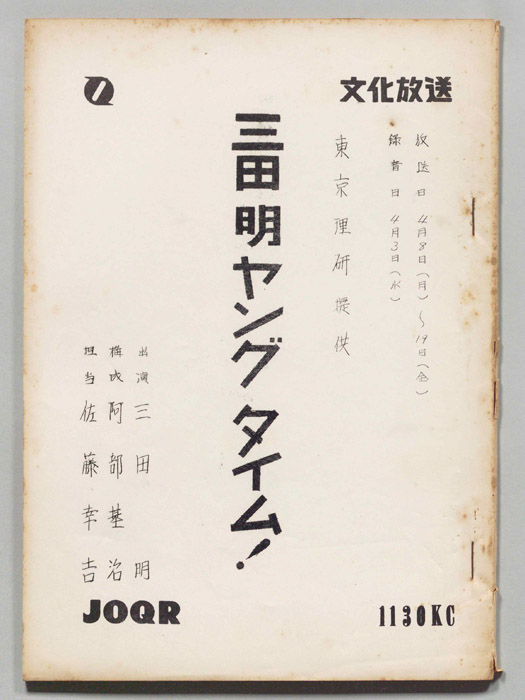 文化放送
放送日 4月8日(月)～19日(金)
録音日 4月3日(水)
東京理研提供
三田明ヤングタイム!
出演 三田 明
構成 阿部基治
担当 佐藤幸吉
JOQR
1130KC